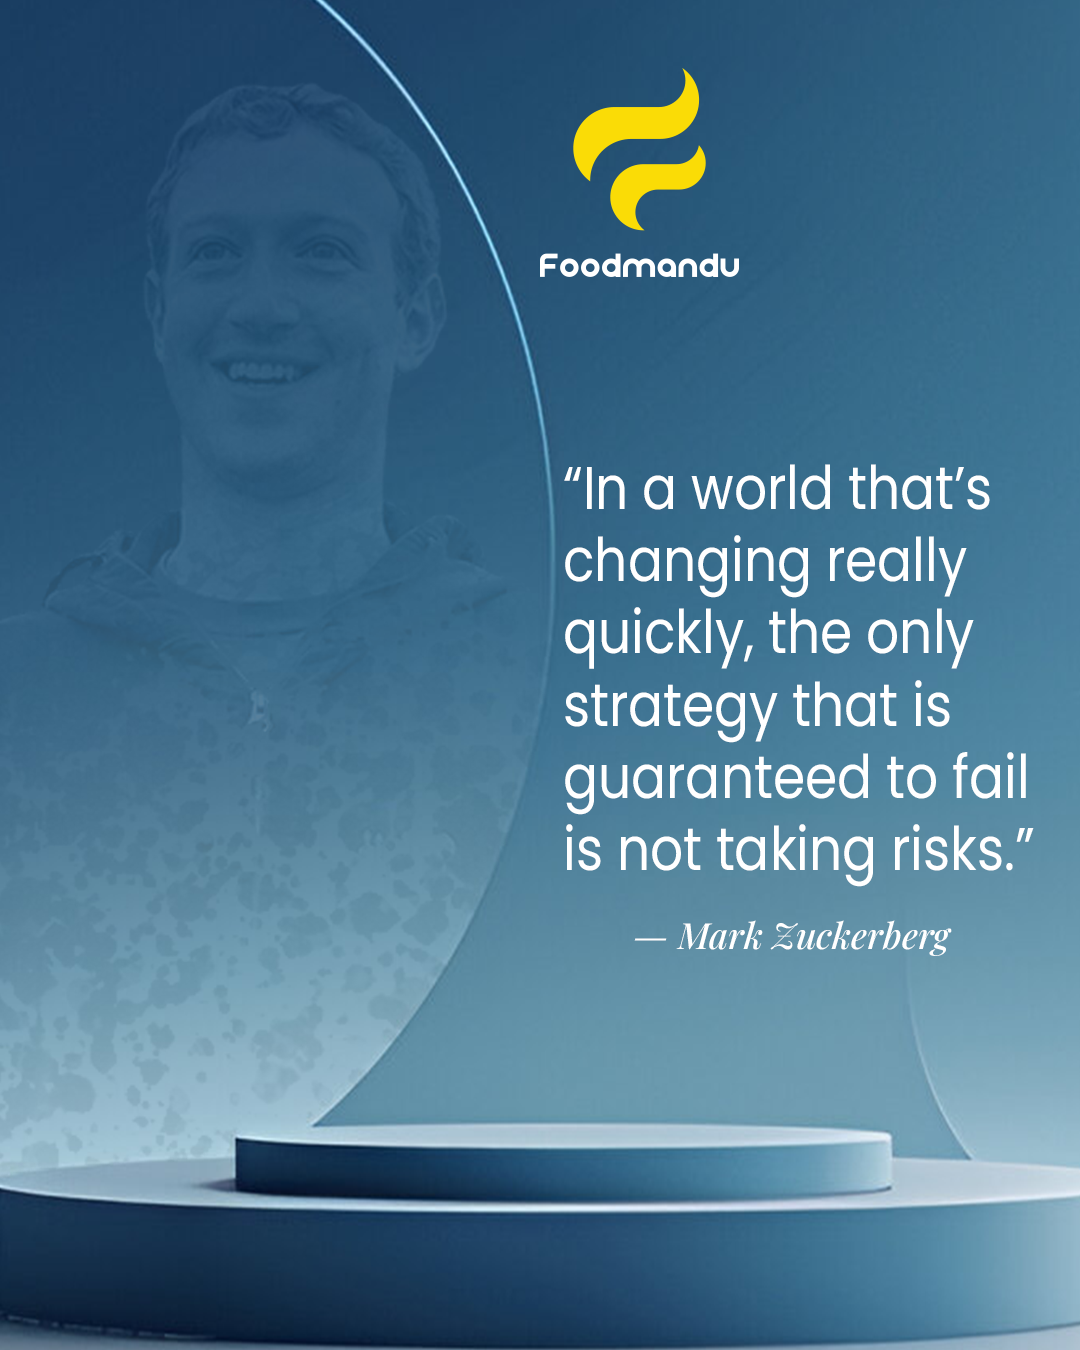 Foodmandu
“In a world that’s
changing really
quickly, the only
strategy that is
guaranteed to fail
is not taking risks.”
— Mark Zuckerberg